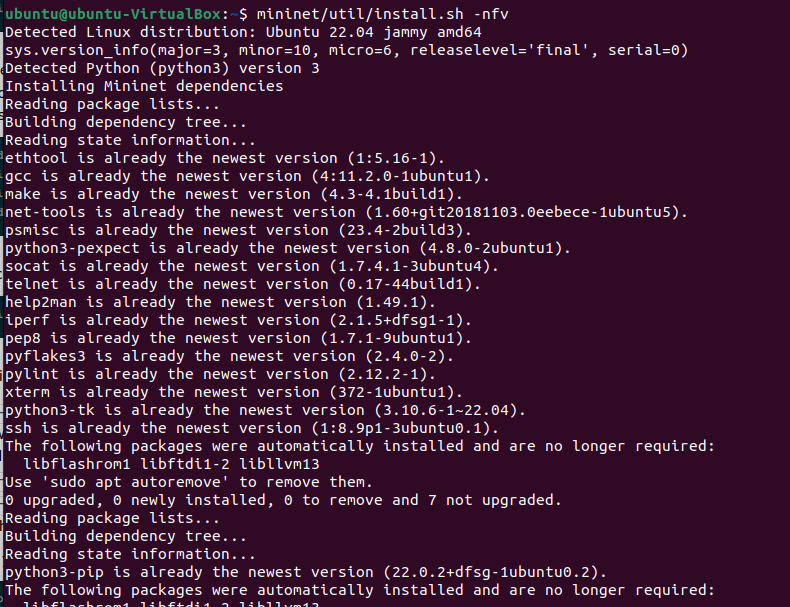 ubuntu@ubuntu-VirtualBox:~$ mininet/util/install.sh -nfv
Detected Linux distribution: Ubuntu 22.04 jammy amd64
sys.version_info(major=3, minor=10, micro=6, releaselevel='final', serial=0)
Detected Python (python3) version 3
Installing Mininet dependencies
Reading package lists...
Building dependency tree...
Reading state information...
ethtool is already the newest version (1:5.16-1).
gcc is already the newest version (4:11.2.0-1ubuntu1).
make is already the newest version (4.3-4.1build1).
net-tools is already the newest version (1.60+git20181103.0eebece-1ubuntu5).
psmisc is already the newest version (23.4-2build3).
python3-pexpect is already the newest version (4.8.0-2ubuntu1).
socat is already the newest version (1.7.4.1-3ubuntu4).
telnet is already the newest version (0.17-44build1).
help2man is already the newest version (1.49.1).
iperf is already the newest version (2.1.5+dfsg1-1).
pep8 is already the newest version (1.7.1-9ubuntu1).
pyflakes3 is already the newest version (2.4.0-2).
pylint is already the newest version (2.12.2-1).
xterm is already the newest version (372-1ubuntu1).
python3-tk is already the newest version (3.10.6-1~22.04).
ssh is already the newest version (1:8.9p1-3ubuntu0.1).
The following packages were automatically installed and are no longer required:
  libflashrom1 libftdi1-2 libllvm13
Use 'sudo apt autoremove' to remove them.
0 upgraded, 0 newly installed, 0 to remove and 7 not upgraded.
Reading package lists...
Building dependency tree...
Reading state information...
python3-pip is already the newest version (22.0.2+dfsg-1ubuntu0.2).
The following packages were automatically installed and are no longer required:
  libflashrom1 libftdi1-2 libllvm13